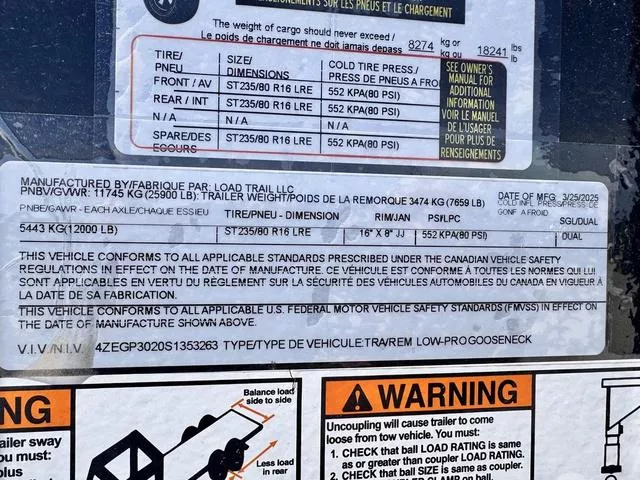 RENSEIGNEMENTS SUR LES PNEUS ET LE CHARGEMENT
The weight of cargo should never exceed /
Le poids de chargement ne doit jamais depass 8274 kg or kg ou 18241 lbs lb
TIRE/ PNEU SIZE/ DIMENSIONS COLD TIRE PRESS./ PRESS DE PNEUS A FROI
FRONT / AV ST235/80 R16 LRE 552 KPA(80 PSI)
REAR / INT ST235/80 R16 LRE 552 KPA(80 PSI)
N / A N / A
SPARE/DES ECOURS ST235/80 R16 LRE 552 KPA(80 PSI)
SEE OWNER'S
MANUAL FOR
ADDITIONAL
INFORMATION
VOIR LE MANUEL
DE L'USAGER
POUR PLUS DE
RENSEIGNEMENTS
MANUFACTURED BY/FABRIQUE PAR: LOAD TRAIL LLC
DATE OF MFG 3/25/2025
PNBV/GVWR: 11745 KG (25900 LB): TRAILER WEIGHT/POIDS DE LA REMORQUE 3474 KG (7659 LB)
PNBE/GAWR - EACH AXLE/CHAQUE ESSIEU TIRE/PNEU - DIMENSION RIM/JAN COLD INFL. PRESS/PRESS DE GONF A FROID PSI/LPC SGL/DUAL
5443 KG(12000 LB) ST235/80 R16 LRE 16" X 8" JJ 552 KPA(80 PSI) DUAL
THIS VEHICLE CONFORMS TO ALL APPLICABLE STANDARDS PRESCRIBED UNDER THE CANADIAN VEHICLE SAFETY
REGULATIONS IN EFFECT ON THE DATE OF MANUFACTURE. CE VÉHICULE EST CONFORME À TOUTES LES NORMES QUI LUI
SONT APPLICABLES EN VERTU DU RÈGLEMENT SUR LA SÉCURITÉ DES VÉHICULES AUTOMOBILES DU CANADA EN VIGUEUR À
LA DATE DE SA FABRICATION.
THIS VEHICLE CONFORMS TO ALL APPLICABLE U.S. FEDERAL MOTOR VEHICLE SAFETY STANDARDS (FMVSS) IN EFFECT ON
THE DATE OF MANUFACTURE SHOWN ABOVE.
V.I.V./N.I.V. 4ZEGP3020S1353263 TYPE/TYPE DE VEHICULE:TRA/REM LOW-PROGOOSENECK
NG
ailer sway
ou must:
plus
Balance load
side to side
Less load
in rear
WARNING
Uncoupling will cause trailer to come
loose from tow vehicle. You must:
1. CHECK that ball LOAD RATING is same
as or greater than coupler LOAD RATING.
2. CHECK that ball SIZE is same as coupler.